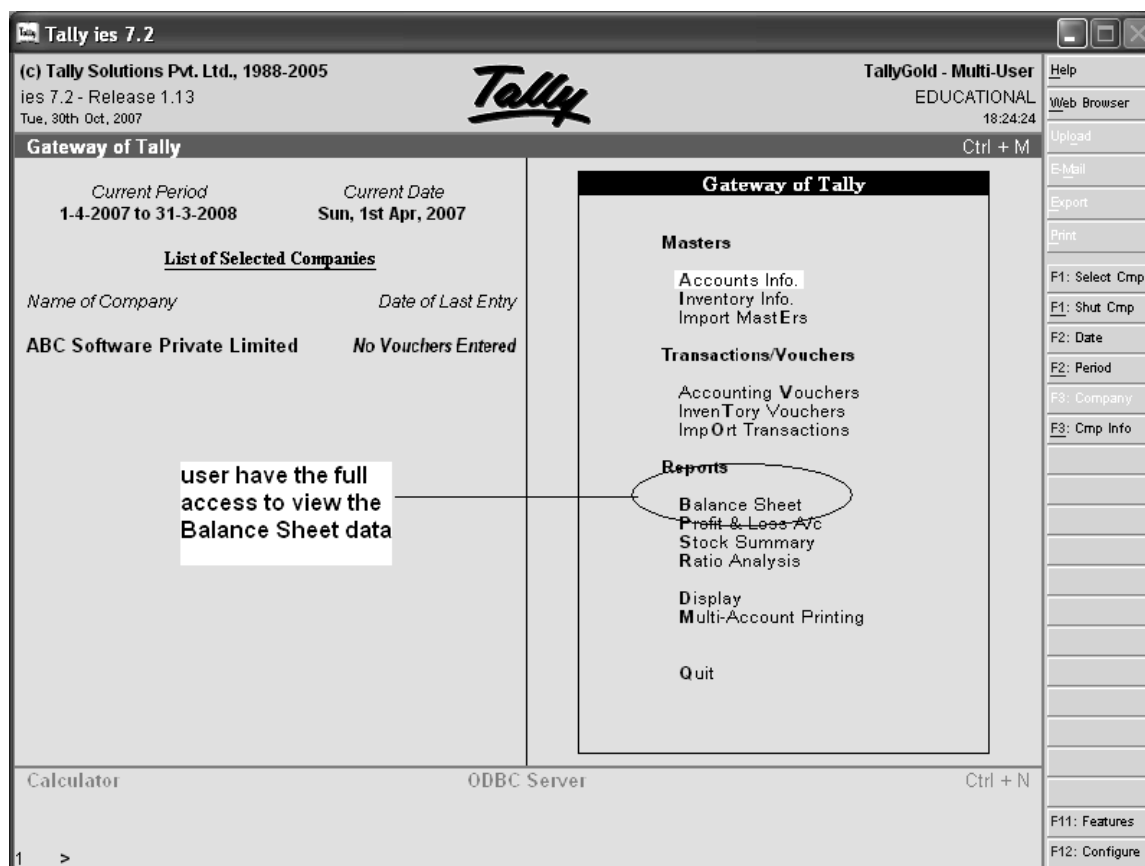 Tally ies 7.2
(c) Tally Solutions Pvt. Ltd., 1988-2005
ies 7.2 - Release 1.13
Tue, 30th Oct, 2007
Tally
TallyGold - Multi-User
EDUCATIONAL
18:24:24
Gateway of Tally
Ctrl + M
Current Period
Current Date
1-4-2007 to 31-3-2008
Sun, 1st Apr, 2007
List of Selected Companies
Name of Company
Date of Last Entry
ABC Software Private Limited
No Vouchers Entered
user have the full
access to view the
Balance Sheet data
Gateway of Tally
Masters
Accounts Info.
Inventory Info.
Import MastErs
Transactions/Vouchers
Accounting Vouchers
InvenTory Vouchers
ImpOrt Transactions
Reports
Balance Sheet
Profit & Loss A/c
Stock Summary
Ratio Analysis
Display
Multi-Account Printing
Quit
Help
Web Browser
Upload
E-Mail
Export
Print
F1: Select Cmp
F1: Shut Cmp
F2: Date
F2: Period
F3: Company
F3: Cmp Info
F11: Features
F12: Configure
Calculator
ODBC Server
Ctrl + N
1 >